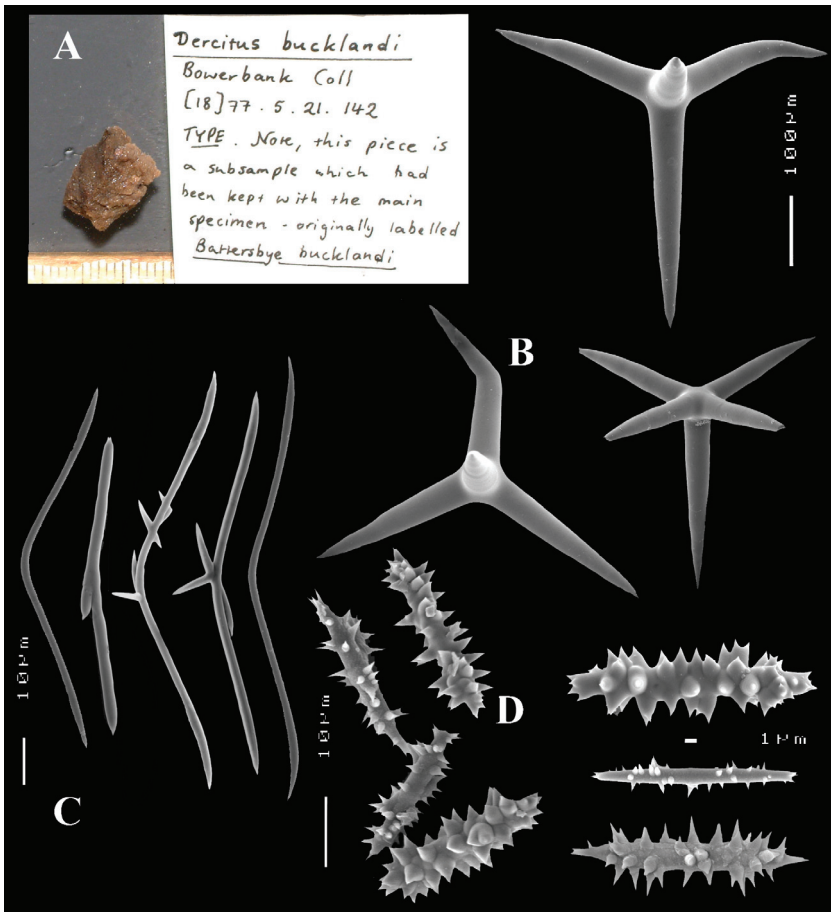 A
Dercitus bucklandi
Bowerbank Coll
[18]77.5.21.142
TYPE. Note, this piece is
a subsample which had
been kept with the main
specimen - originally labelled
Battersbye bucklandi
100µm
B
10µm
C
10µm
D
1µm